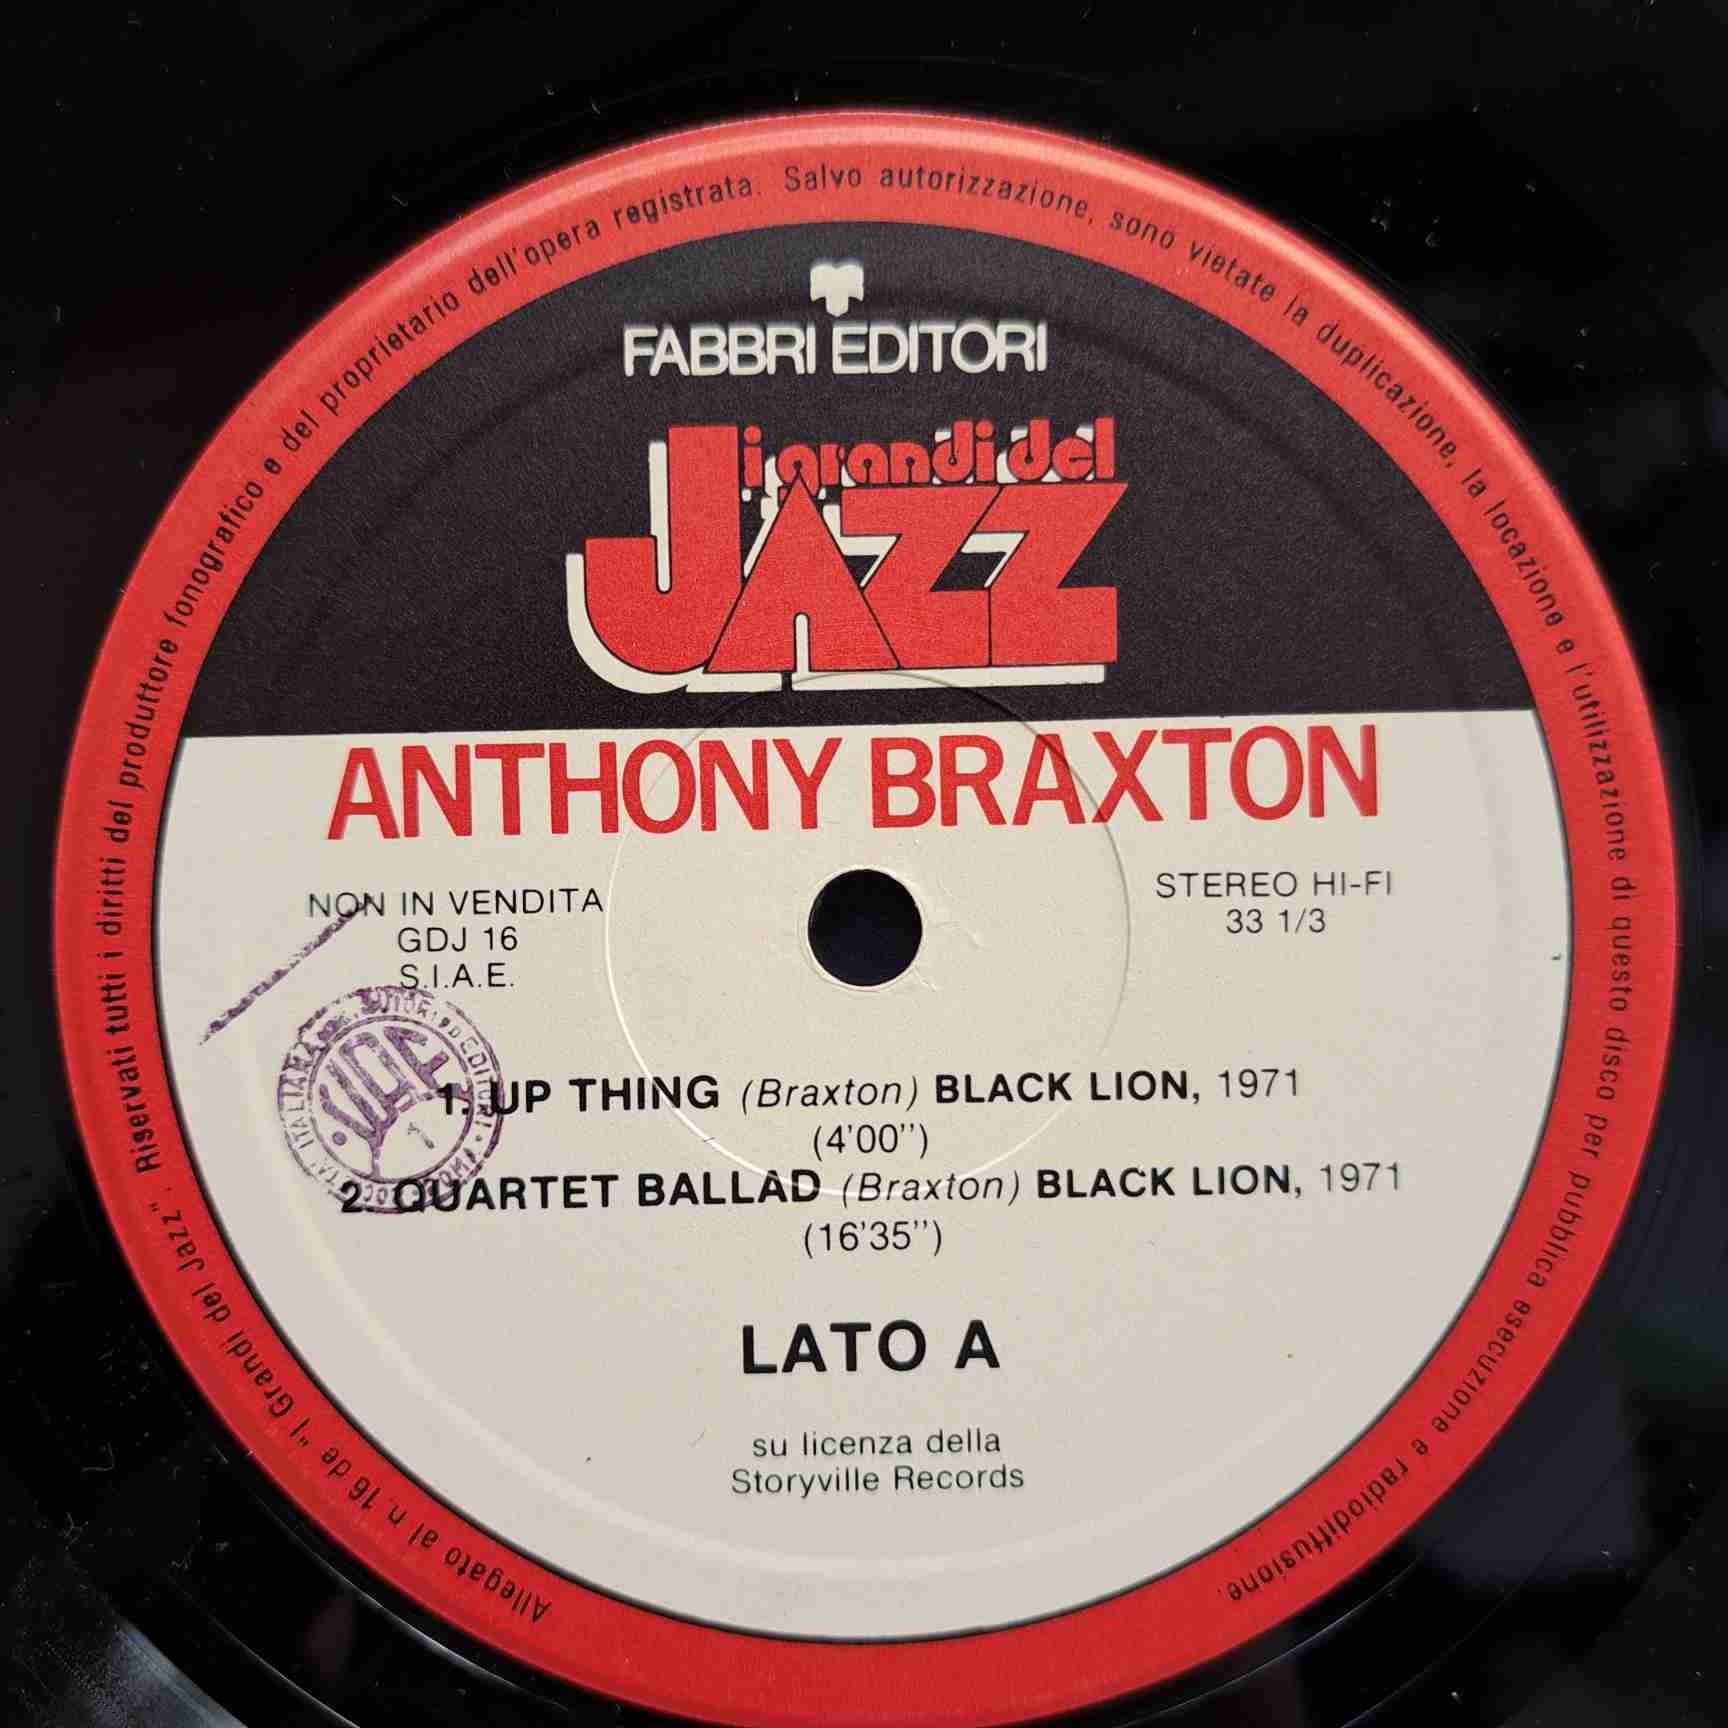 Allegato al n. 16 de "I Grandi del Jazz". Riservati tutti i diritti del produttore fonografico e del proprietario dell'opera registrata. Salvo autorizzazione, sono vietate la duplicazione, la locazione e l'utilizzazione di questo disco per pubblica esecuzione e radiodiffusione.
FABBRI EDITORI
i grandi del
JAZZ
ANTHONY BRAXTON
NON IN VENDITA
GDJ 16
S.I.A.E.
STEREO HI-FI
33 1/3
ITALIANA
EDITORI
SIAE
1. UP THING (Braxton) BLACK LION, 1971
(4'00'')
2. QUARTET BALLAD (Braxton) BLACK LION, 1971
(16'35'')
LATO A
su licenza della
Storyville Records